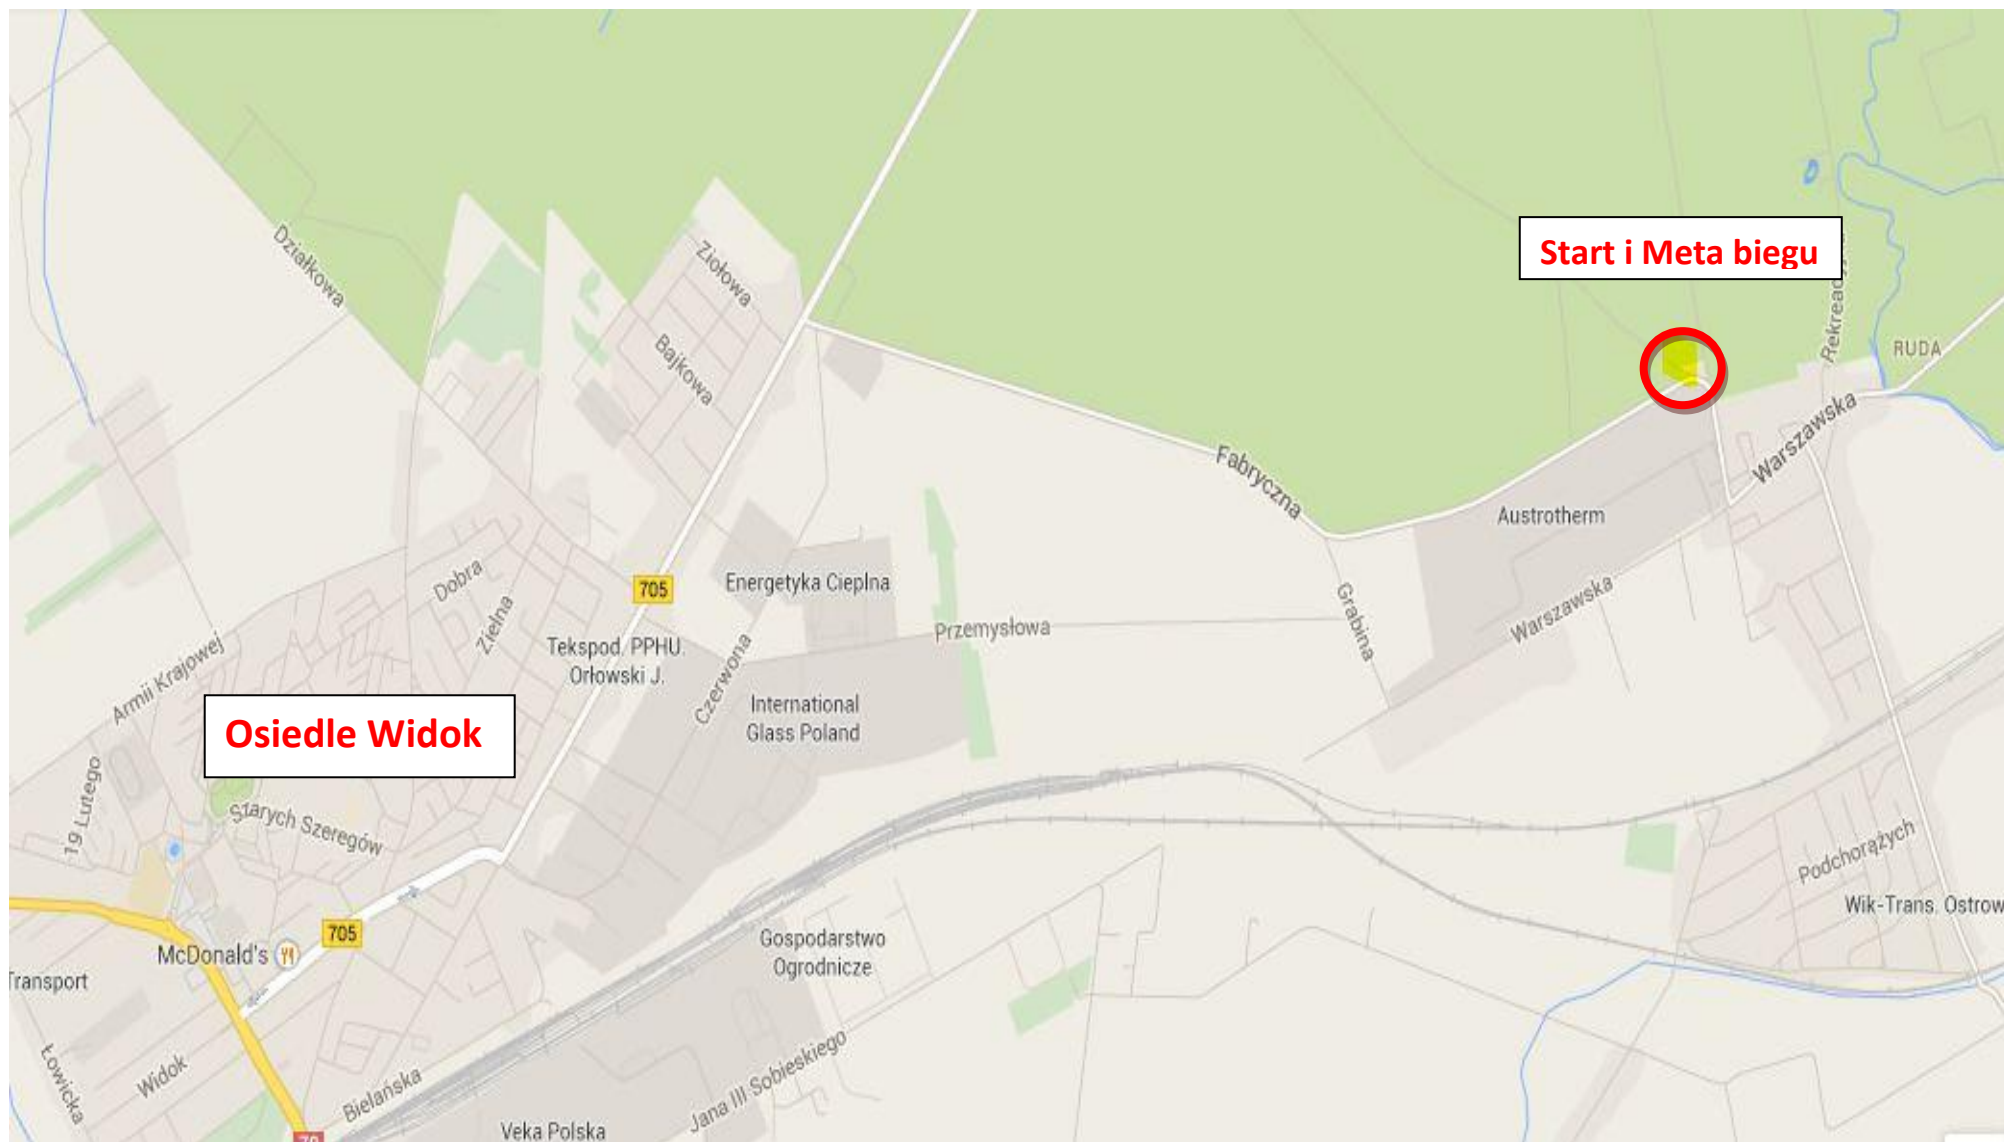 Działkowa
Ziołowa
Bajkowa
Start i Meta biegu
RUDA
Warszawska
Fabryczna
Austrotherm
705
Energetyka Cieplna
Dobra
Zielna
Przemysłowa
Grabina
Warszawska
Tekspod. PPHU.
Orłowski J.
Czerwona
Armii Krajowej
International
Glass Poland
Osiedle Widok
19 Lutego
Starych Szeregów
Podchorążych
Wik-Trans. Ostrow
705
McDonald's
Gospodarstwo
Ogrodnicze
Transport
Łowicka
Widok
Bielańska
Jana III Sobieskiego
Veka Polska